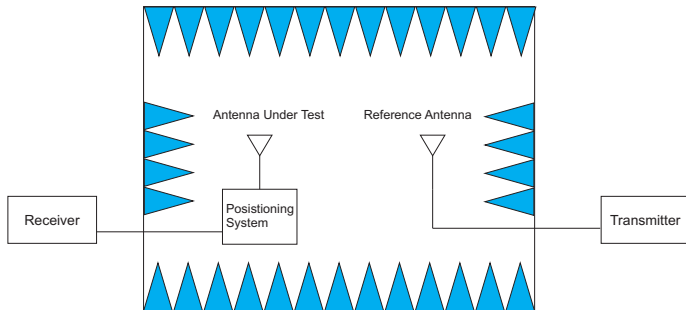 Antenna Under Test
Reference Antenna
Posistioning
System
Receiver
Transmitter